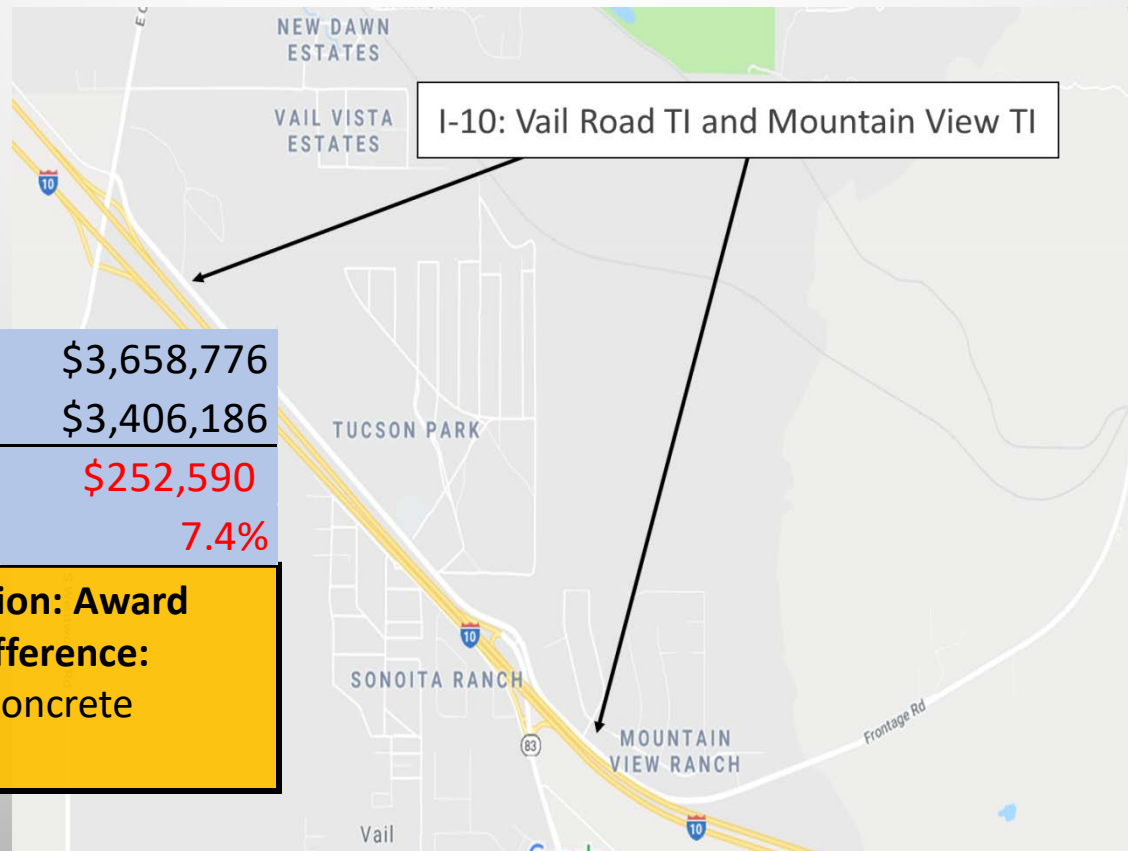 NEW DAWN
ESTATES
VAIL VISTA
ESTATES
I-10: Vail Road TI and Mountain View TI
10
$3,658,776
$3,406,186
$252,590
7.4%
TUCSON PARK
ion: Award
fference:
oncrete
10
SONOITA RANCH
83
MOUNTAIN
VIEW RANCH
Frontage Rd
10
Vail